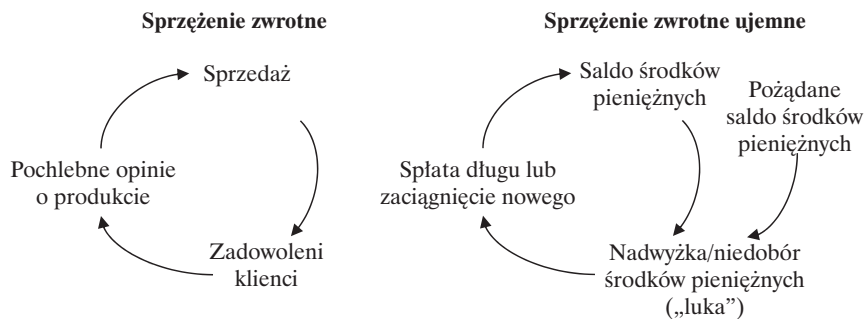 Sprzężenie zwrotne
Sprzedaż
Pochlebne opinie
o produkcie
Zadowoleni
klienci
Sprzężenie zwrotne ujemne
Saldo środków
pieniężnych
Pożądane
saldo środków
pieniężnych
Spłata długu lub
zaciągnięcie nowego
Nadwyżka/niedobór
środków pieniężnych
(„luka”)